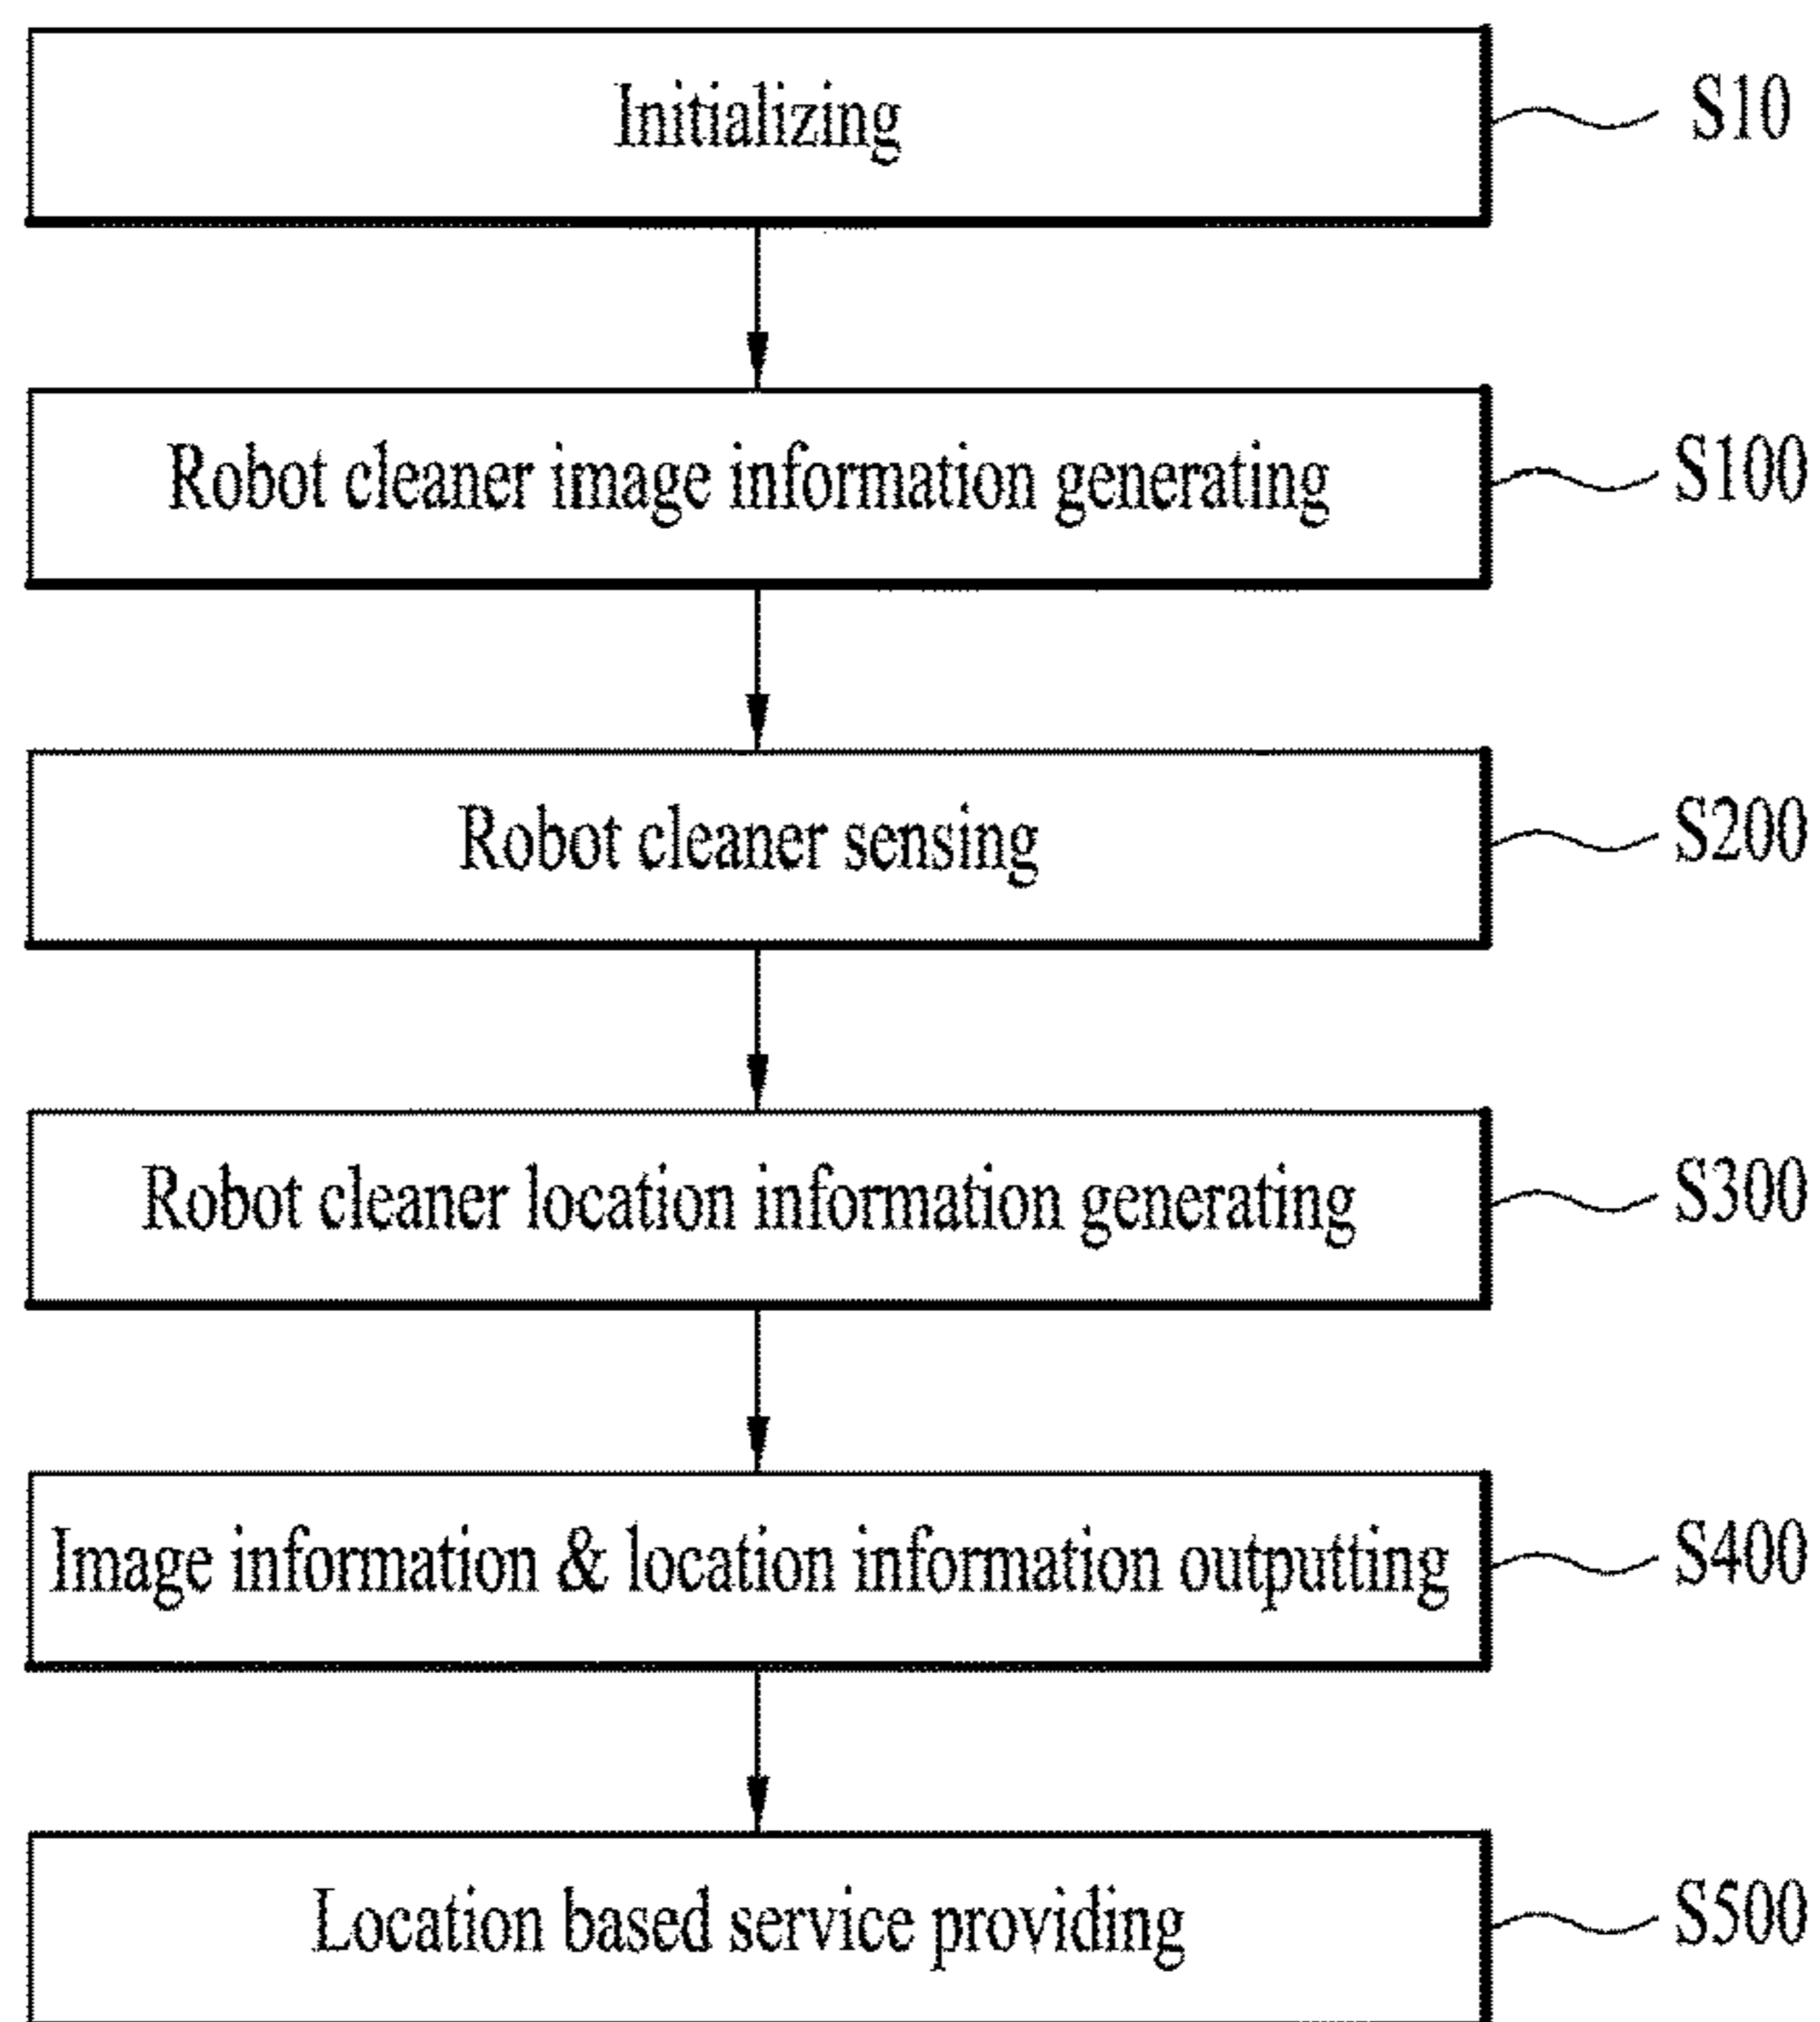 Initializing
S10
Robot cleaner image information generating
S100
Robot cleaner sensing
S200
Robot cleaner location information generating
S300
Image information & location information outputting
S400
Location based service providing
S500